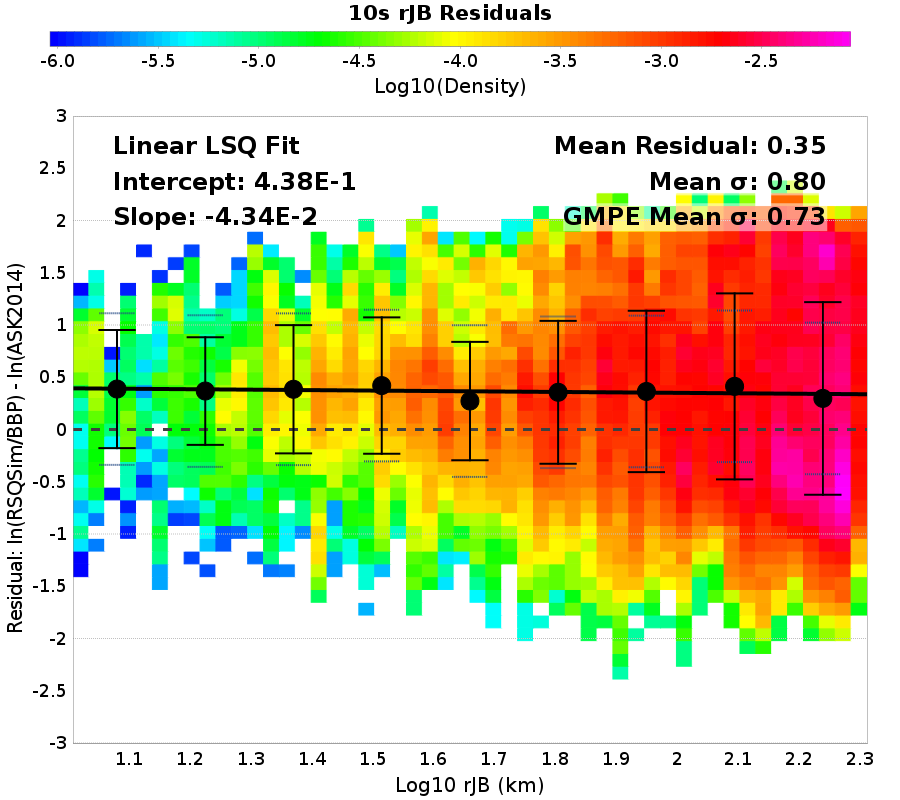 10s rJB Residuals
-6.0 -5.5 -5.0 -4.5 -4.0 -3.5 -3.0 -2.5
Log10(Density)
Linear LSQ Fit
Intercept: 4.38E-1
Slope: -4.34E-2
Mean Residual: 0.35
Mean σ: 0.80
GMPE Mean σ: 0.73
Residual: ln(RSQSim/BBP) - ln(ASK2014)
3
2.5
2
1.5
1
0.5
0
-0.5
-1
-1.5
-2
-2.5
-3
1.1 1.2 1.3 1.4 1.5 1.6 1.7 1.8 1.9 2 2.1 2.2 2.3
Log10 rJB (km)